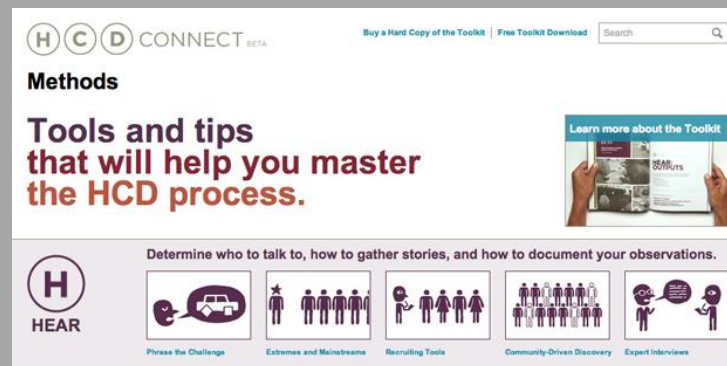 H C D CONNECT BETA
Buy a Hard Copy of the Toolkit | Free Toolkit Download
Search
Methods
Tools and tips
that will help you master
the HCD process.
Learn more about the Toolkit
HEAR:
OUTPUTS
Determine who to talk to, how to gather stories, and how to document your observations.
H
HEAR
Phrase the Challenge
Extremes and Mainstreams
Recruiting Tools
Community-Driven Discovery
Expert Interviews